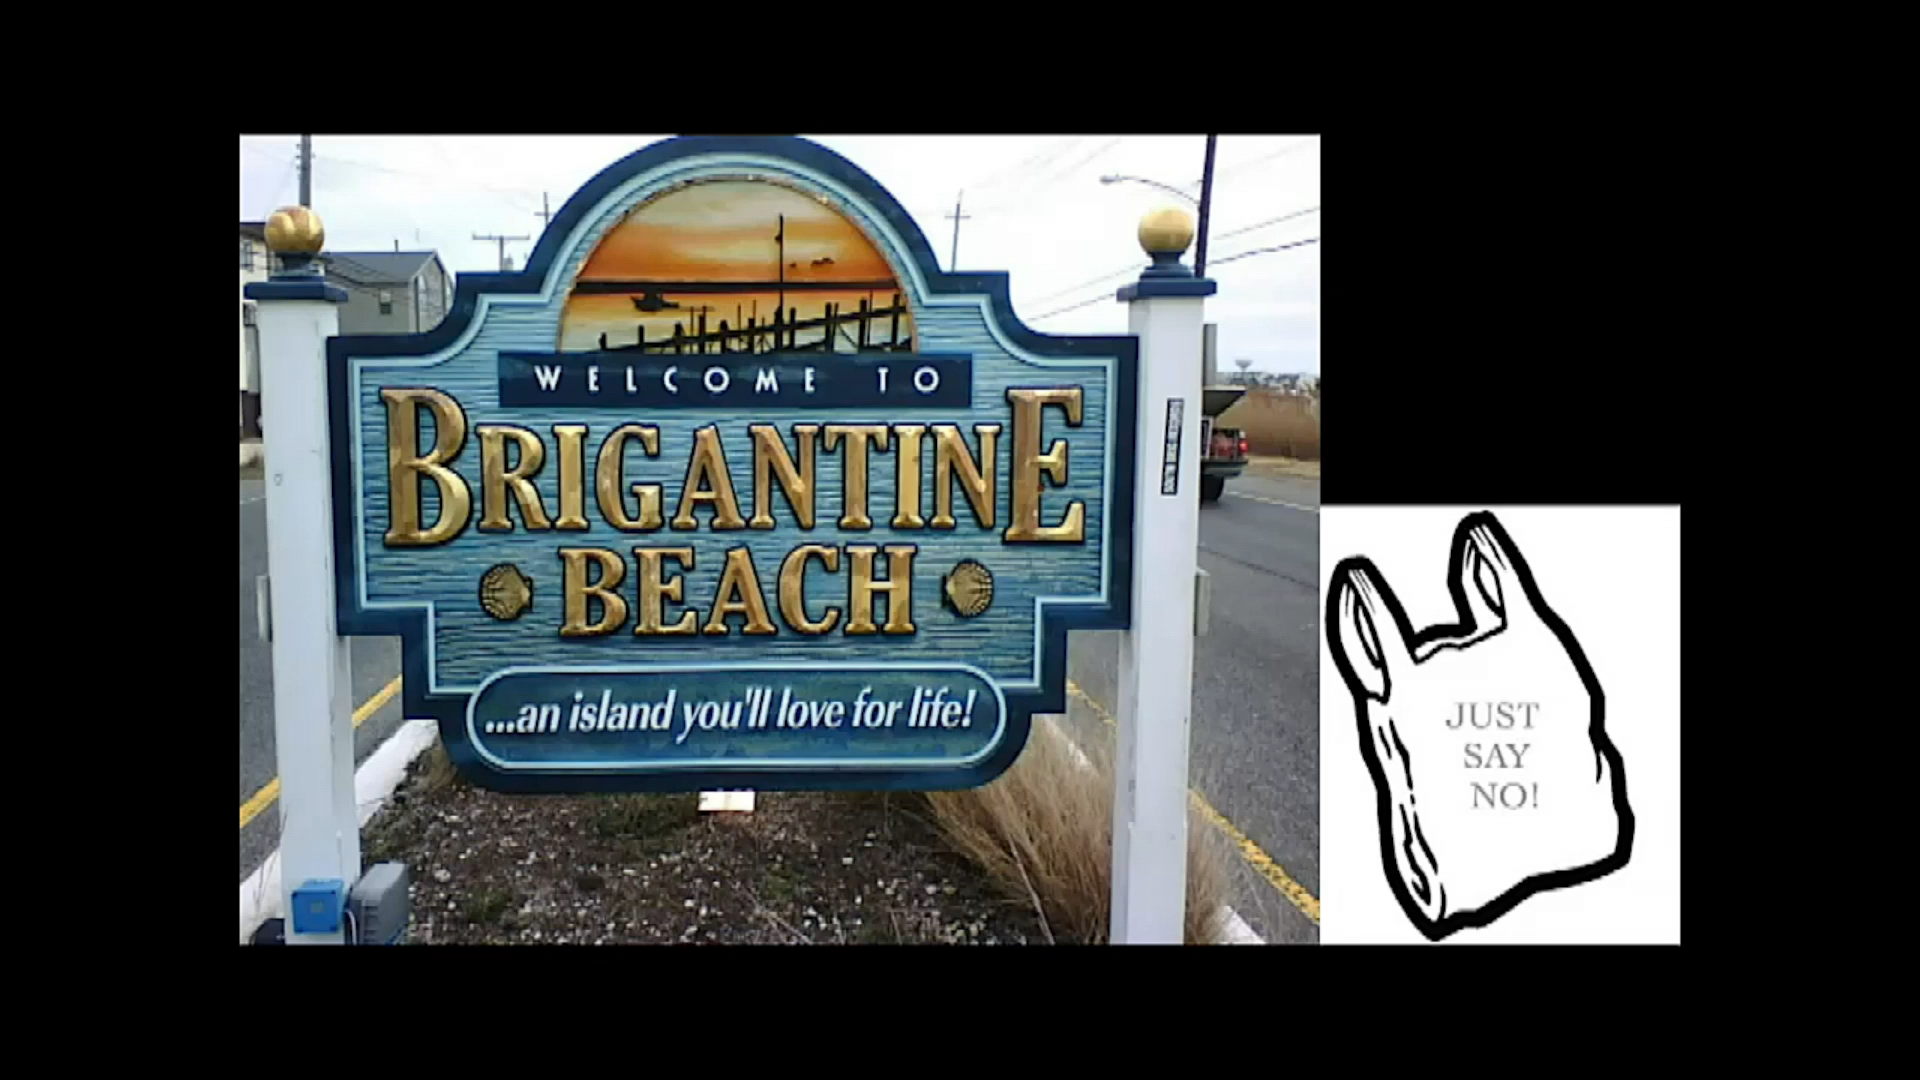 WELCOME TO
BRIGANTINE
BEACH
...an island you'll love for life!
JUST
SAY
NO!